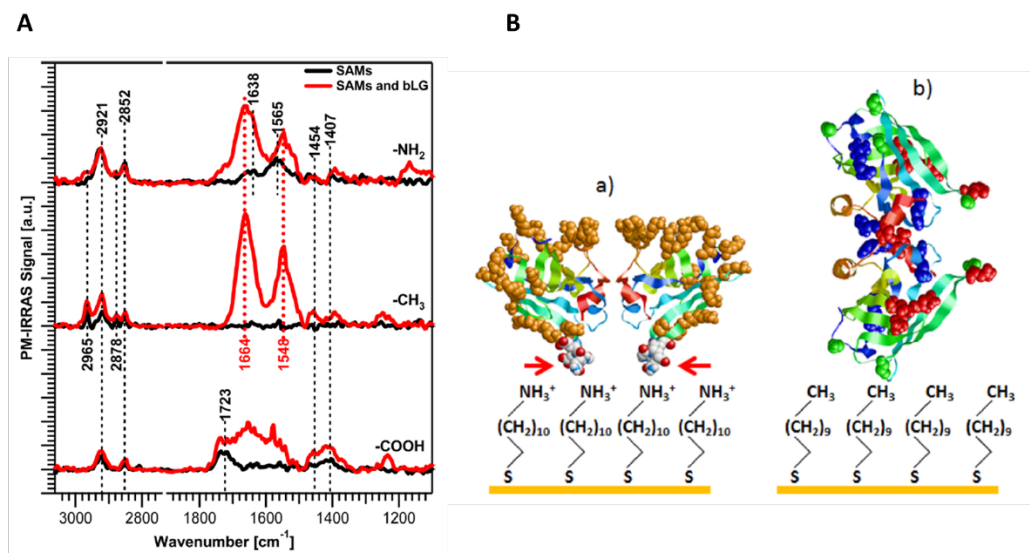 A
B
SAMs
SAMs and bLG
2921
2852
1638
1565
1454
1407
-NH₂
-CH₃
2965
2878
1664
1548
1723
-COOH
PM-IRRAS Signal [a.u.]
3000 2800 1800 1600 1400 1200
Wavenumber [cm⁻¹]
a)
NH₃⁺ NH₃⁺ NH₃⁺ NH₃⁺
(CH₂)₁₀ (CH₂)₁₀ (CH₂)₁₀ (CH₂)₁₀
S S S S
b)
CH₃ CH₃ CH₃ CH₃
(CH₂)₉ (CH₂)₉ (CH₂)₉ (CH₂)₉
S S S S